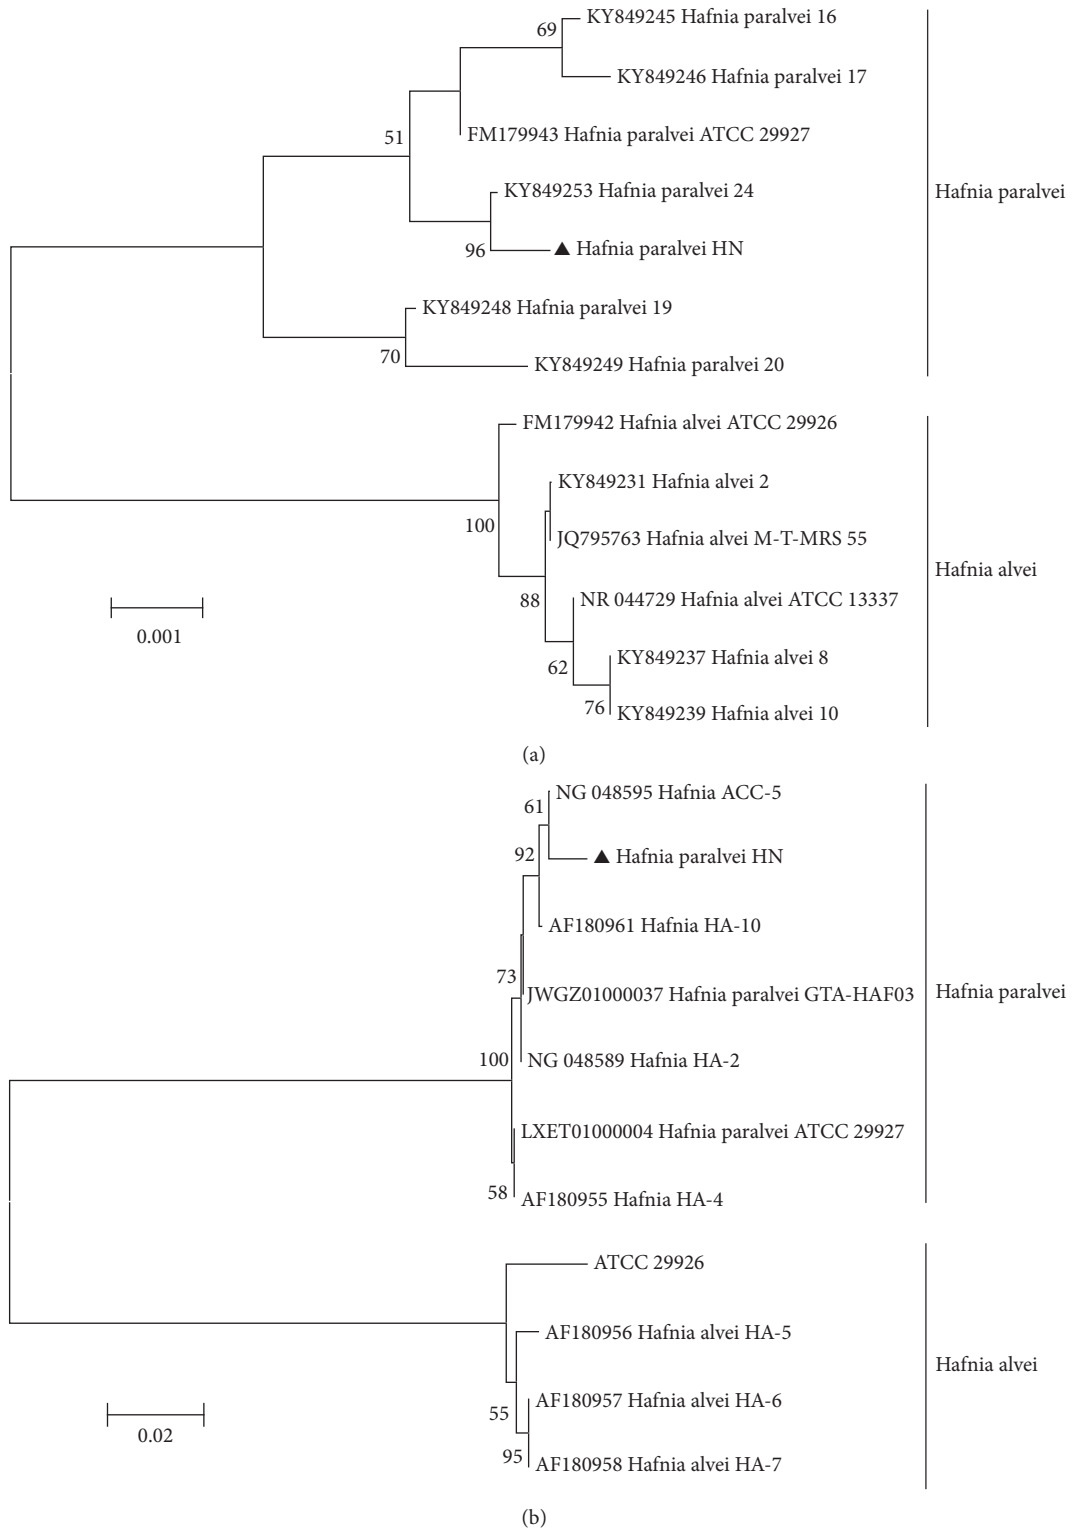 69
KY849245 Hafnia paralvei 16
KY849246 Hafnia paralvei 17
51
FM179943 Hafnia paralvei ATCC 29927
KY849253 Hafnia paralvei 24
Hafnia paralvei
96
▲ Hafnia paralvei HN
KY849248 Hafnia paralvei 19
70
KY849249 Hafnia paralvei 20
FM179942 Hafnia alvei ATCC 29926
KY849231 Hafnia alvei 2
100
JQ795763 Hafnia alvei M-T-MRS 55
Hafnia alvei
88
NR 044729 Hafnia alvei ATCC 13337
0.001
62
KY849237 Hafnia alvei 8
76
KY849239 Hafnia alvei 10
(a)
61
NG 048595 Hafnia ACC-5
92
▲ Hafnia paralvei HN
AF180961 Hafnia HA-10
73
JWGZ01000037 Hafnia paralvei GTA-HAF03
Hafnia paralvei
100
NG 048589 Hafnia HA-2
LXET01000004 Hafnia paralvei ATCC 29927
58
AF180955 Hafnia HA-4
ATCC 29926
AF180956 Hafnia alvei HA-5
Hafnia alvei
AF180957 Hafnia alvei HA-6
55
0.02
95
AF180958 Hafnia alvei HA-7
(b)